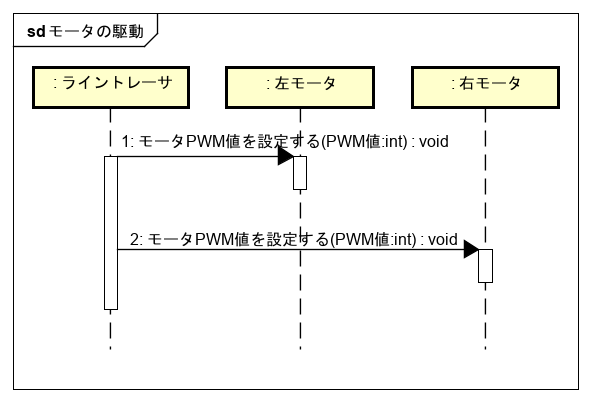 sd モータの駆動
: ライントレーサ
: 左モータ
: 右モータ
1: モータPWM値を設定する(PWM値:int) : void
2: モータPWM値を設定する(PWM値:int) : void